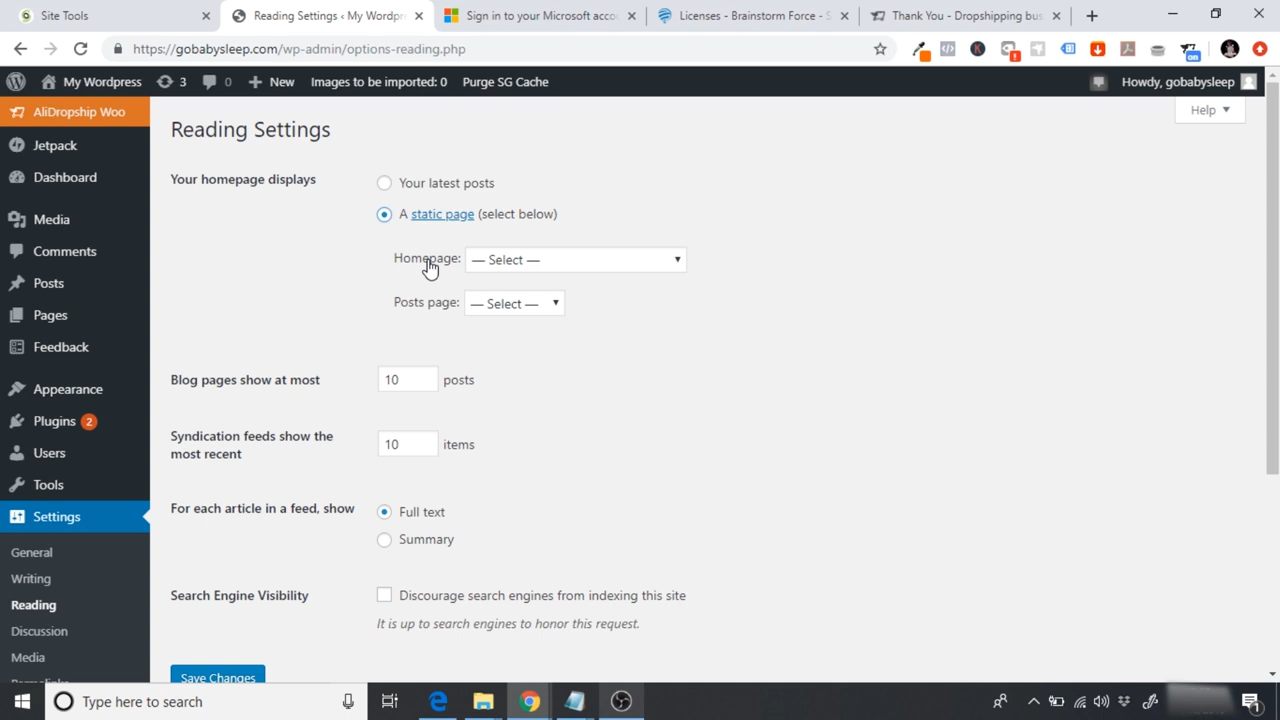 Site Tools
Reading Settings ‹ My Wordpr
Sign in to your Microsoft acco
Licenses - Brainstorm Force - S
Thank You - Dropshipping bus
https://gobabysleep.com/wp-admin/options-reading.php
on
My Wordpress
3
0
New
Images to be imported: 0
Purge SG Cache
Howdy, gobabysleep
AliDropship Woo
Jetpack
Dashboard
Media
Comments
Posts
Pages
Feedback
Appearance
Plugins 2
Users
Tools
Settings
General
Writing
Reading
Discussion
Media
Help
Reading Settings
Your homepage displays
Your latest posts
A static page (select below)
Homepage: — Select —
Posts page: — Select —
Blog pages show at most
10 posts
Syndication feeds show the
most recent
10 items
For each article in a feed, show
Full text
Summary
Search Engine Visibility
Discourage search engines from indexing this site
It is up to search engines to honor this request.
Save Changes
Type here to search
1